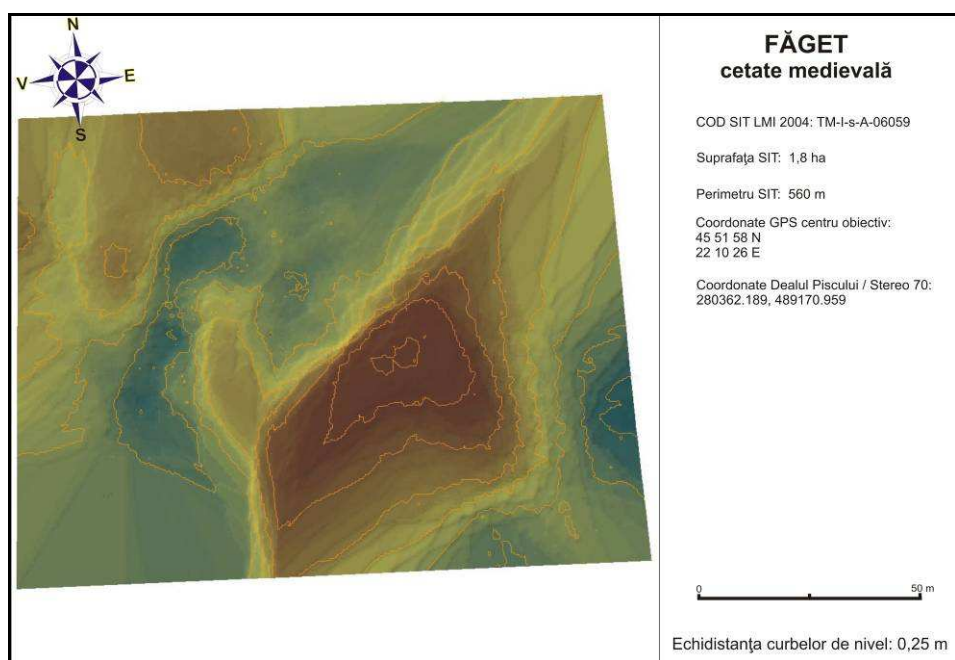 N
V
E
S
FĂGET
cetate medievală
COD SIT LMI 2004: TM-I-s-A-06059
Suprafaţa SIT: 1,8 ha
Perimetru SIT: 560 m
Coordonate GPS centru obiectiv:
45 51 58 N
22 10 26 E
Coordonate Dealul Piscului / Stereo 70:
280362.189, 489170.959
0
50 m
Echidistanţa curbelor de nivel: 0,25 m